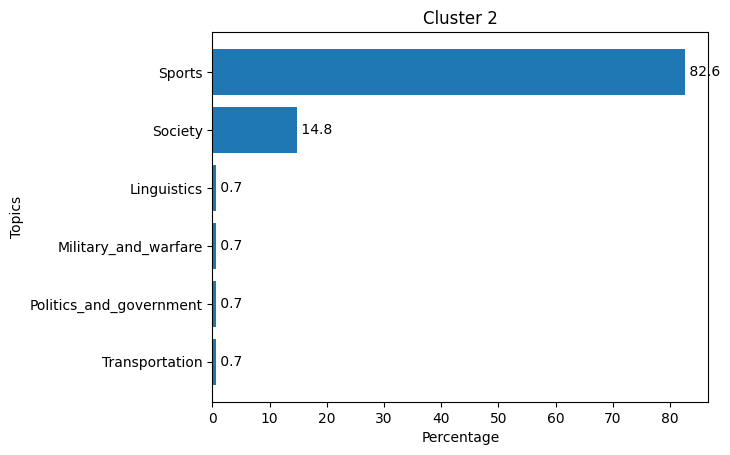 Cluster 2
Sports 82.6
Society 14.8
Linguistics 0.7
Military_and_warfare 0.7
Politics_and_government 0.7
Transportation 0.7
Topics
0 10 20 30 40 50 60 70 80
Percentage